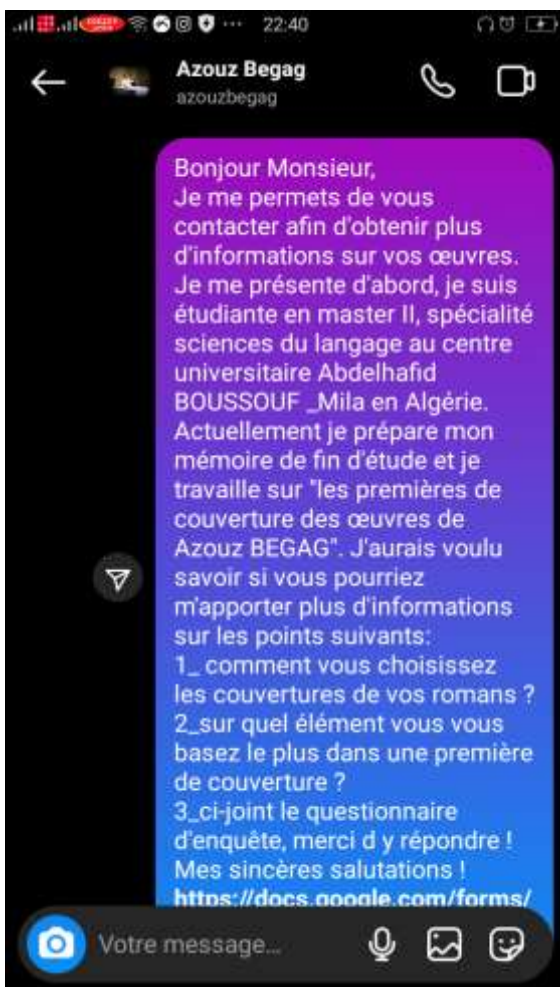 22:40
Azouz Begag
azouzbegag
Bonjour Monsieur,
Je me permets de vous
contacter afin d'obtenir plus
d'informations sur vos œuvres.
Je me présente d'abord, je suis
étudiante en master II, spécialité
sciences du langage au centre
universitaire Abdelhafid
BOUSSOUF _Mila en Algérie.
Actuellement je prépare mon
mémoire de fin d'étude et je
travaille sur "les premières de
couverture des œuvres de
Azouz BEGAG". J'aurais voulu
savoir si vous pourriez
m'apporter plus d'informations
sur les points suivants:
1_ comment vous choisissez
les couvertures de vos romans ?
2_sur quel élément vous vous
basez le plus dans une première
de couverture ?
3_ci-joint le questionnaire
d'enquête, merci d y répondre !
Mes sincères salutations !
https://docs.google.com/forms/
Votre message...